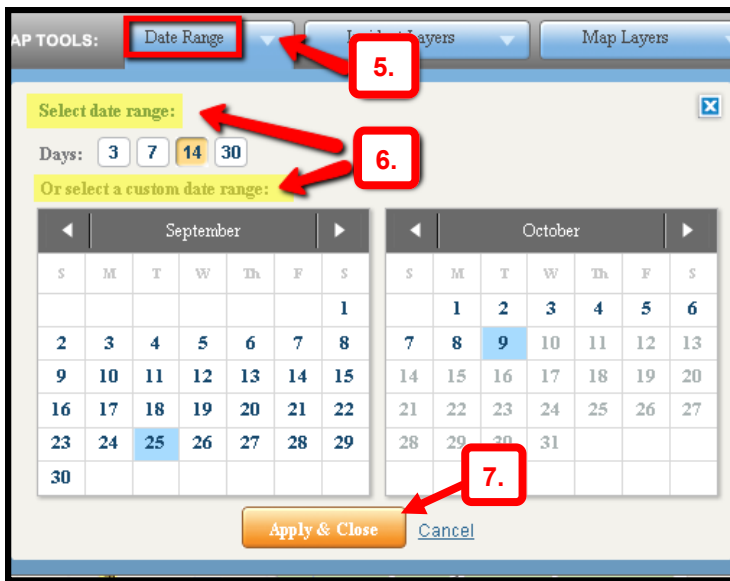 AP TOOLS: Date Range Incident Layers Map Layers
5.
Select date range:
Days: 3 7 14 30
6.
Or select a custom date range:
September October
S M T W Th F S S M T W Th F S
1 1 2 3 4 5 6
2 3 4 5 6 7 8 7 8 9 10 11 12 13
9 10 11 12 13 14 15 14 15 16 17 18 19 20
16 17 18 19 20 21 22 21 22 23 24 25 26 27
23 24 25 26 27 28 29 28 29 30 31
30
7.
Apply & Close Cancel